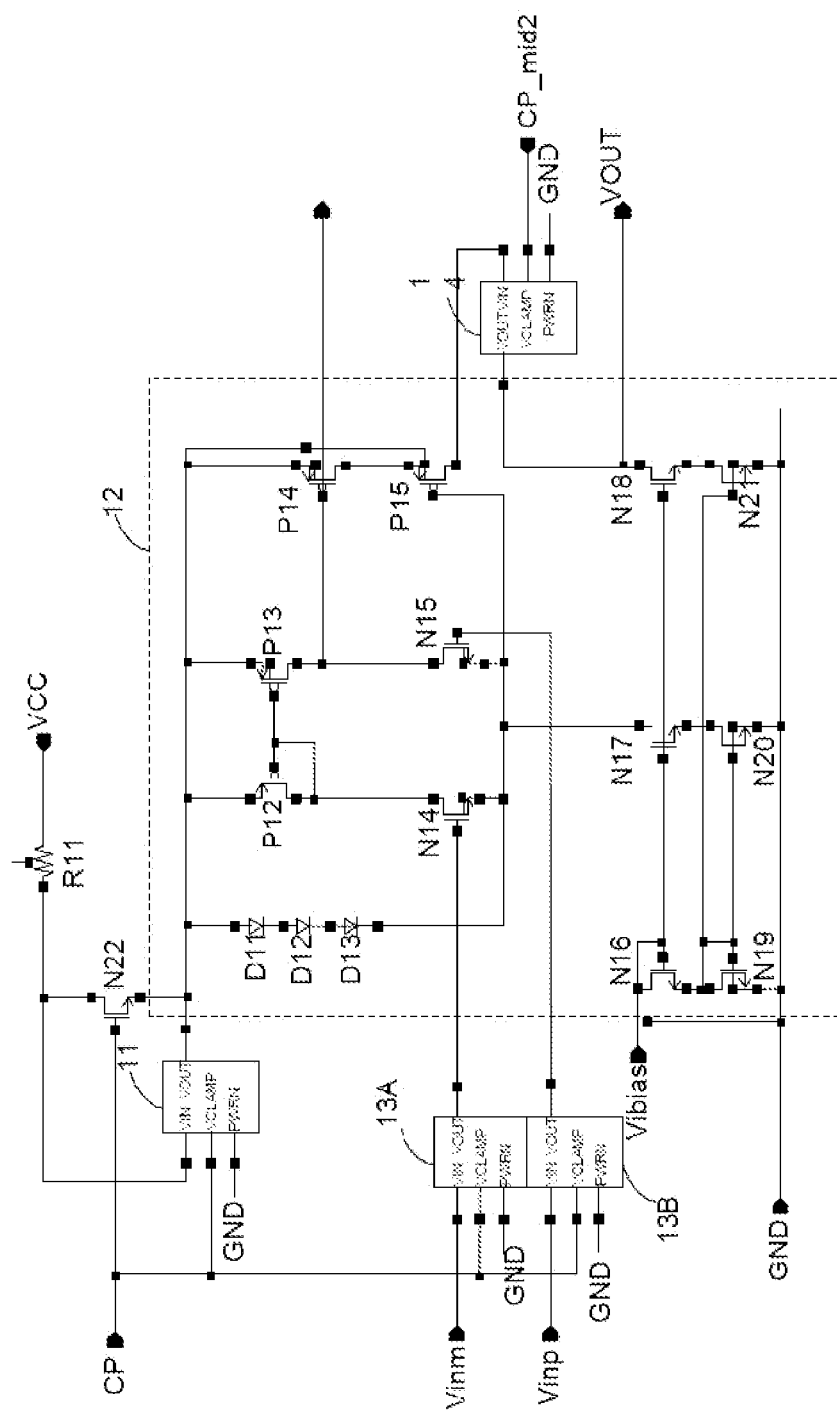 VCC
R11
N22
12
CP
11
VIN VOUT
VCLAMP
PWRN
GND
D11
D12
D13
P12
P13
P14
P15
N14
N15
Vinm
13A
VIN VOUT
VCLAMP
PWRN
GND
Vinp
VIN VOUT
VCLAMP
PWRN
GND
13B
1
4
VOUT VIN
VCLAMP
PWRN
CP_mid2
GND
VOUT
Vibias
N16
N17
N18
N19
N20
N21
GND